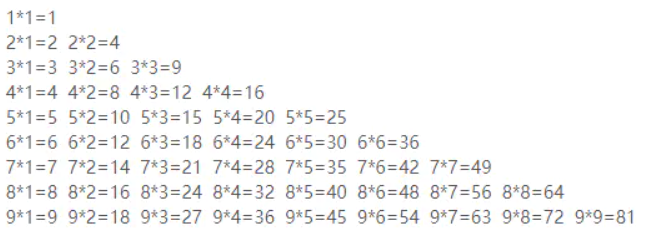 1*1=1
2*1=2 2*2=4
3*1=3 3*2=6 3*3=9
4*1=4 4*2=8 4*3=12 4*4=16
5*1=5 5*2=10 5*3=15 5*4=20 5*5=25
6*1=6 6*2=12 6*3=18 6*4=24 6*5=30 6*6=36
7*1=7 7*2=14 7*3=21 7*4=28 7*5=35 7*6=42 7*7=49
8*1=8 8*2=16 8*3=24 8*4=32 8*5=40 8*6=48 8*7=56 8*8=64
9*1=9 9*2=18 9*3=27 9*4=36 9*5=45 9*6=54 9*7=63 9*8=72 9*9=81